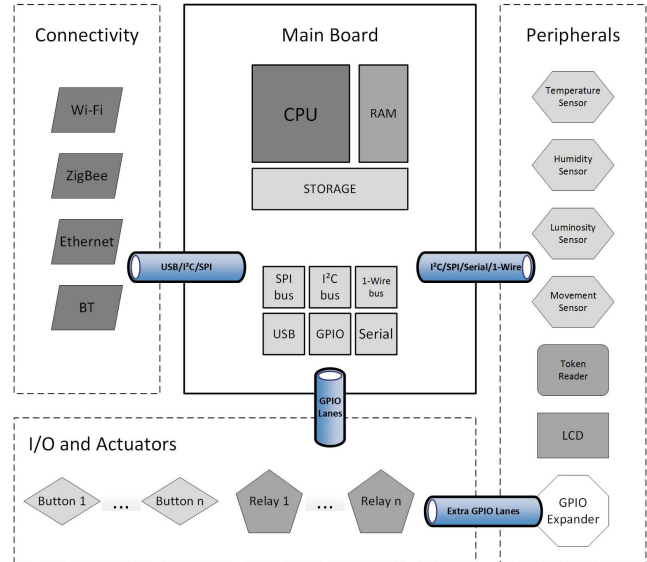 Connectivity
Wi-Fi
ZigBee
Ethernet
BT
USB/I²C/SPI
Main Board
CPU
RAM
STORAGE
SPI
bus
I²C
bus
1-Wire
bus
USB
GPIO
Serial
GPIO
Lanes
I²C/SPI/Serial/1-Wire
Peripherals
Temperature
Sensor
Humidity
Sensor
Luminosity
Sensor
Movement
Sensor
Token
Reader
LCD
GPIO
Expander
Extra GPIO Lanes
I/O and Actuators
Button 1
...
Button n
Relay 1
...
Relay n